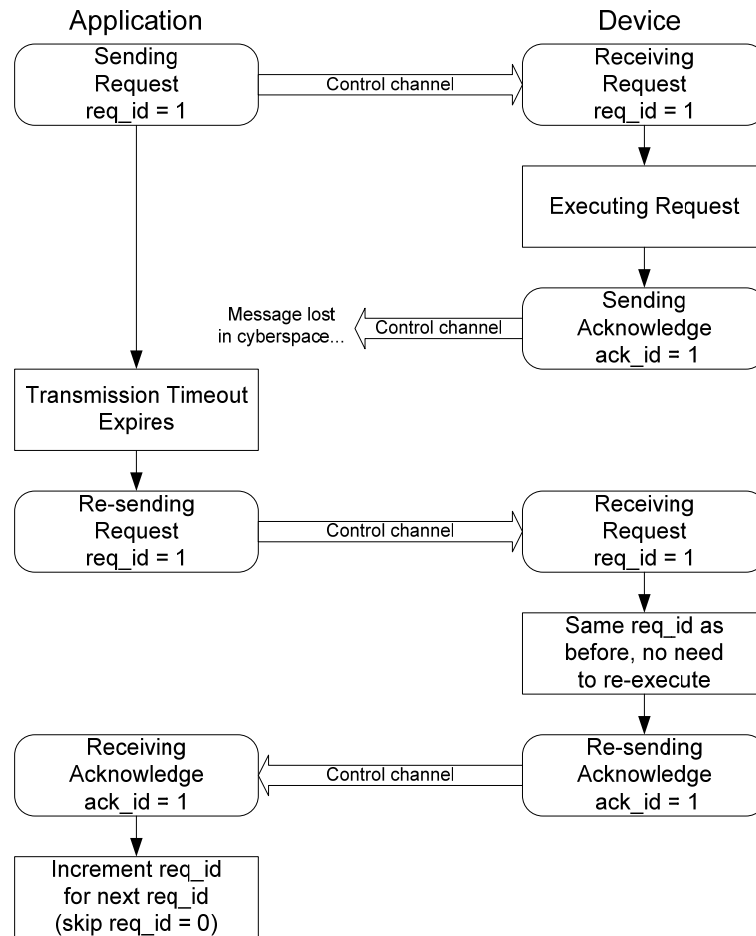 Application
Device
Sending
Request
req_id = 1
Control channel
Receiving
Request
req_id = 1
Executing Request
Sending
Acknowledge
ack_id = 1
Control channel
Message lost
in cyberspace...
Transmission Timeout
Expires
Re-sending
Request
req_id = 1
Control channel
Receiving
Request
req_id = 1
Same req_id as
before, no need
to re-execute
Re-sending
Acknowledge
ack_id = 1
Control channel
Receiving
Acknowledge
ack_id = 1
Increment req_id
for next req_id
(skip req_id = 0)